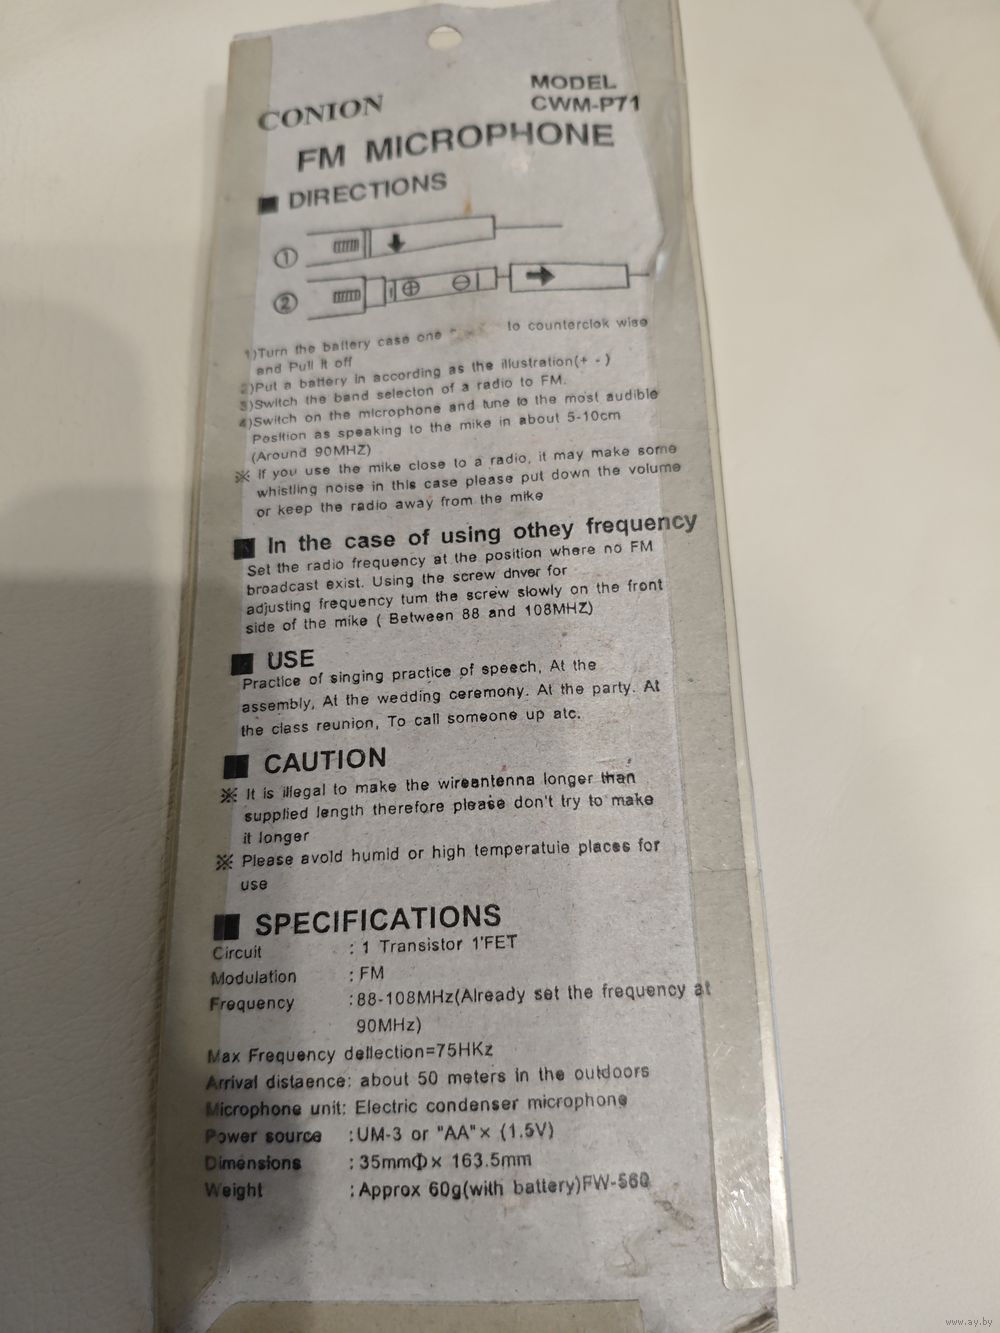 CONION
MODEL
CWM-P71
FM MICROPHONE
■ DIRECTIONS
①
②
1)Turn the battery case one to counterclok wise
and Pull it off
2)Put a battery in according as the illustration(+ - )
3)Switch the band selecton of a radio to FM.
4)Switch on the microphone and tune to the most audible
Position as speaking to the mike in about 5-10cm
(Around 90MHZ)
※ If you use the mike close to a radio, it may make some
whistling noise in this case please put down the volume
or keep the radio away from the mike
■ In the case of using othey frequency
Set the radio frequency at the position where no FM
broadcast exist. Using the screw dnver for
adjusting frequency tum the screw slowly on the front
side of the mike ( Between 88 and 108MHZ)
■ USE
Practice of singing practice of speech, At the
assembly, At the wedding ceremony. At the party. At
the class reunion, To call someone up atc.
■ CAUTION
※ It is illegal to make the wireantenna longer than
supplied length therefore please don't try to make
it longer
※ Please avold humid or high temperatuie places for
use
■ SPECIFICATIONS
Circuit : 1 Transistor 1'FET
Modulation : FM
Frequency :88-108MHz(Already set the frequency at
90MHz)
Max Frequency dellection=75HKz
Arrival distaence: about 50 meters in the outdoors
Microphone unit: Electric condenser microphone
Power source :UM-3 or "AA"× (1.5V)
Dimensions : 35mmΦ× 163.5mm
Weight : Approx 60g(with battery)FW-560
www.ay.by